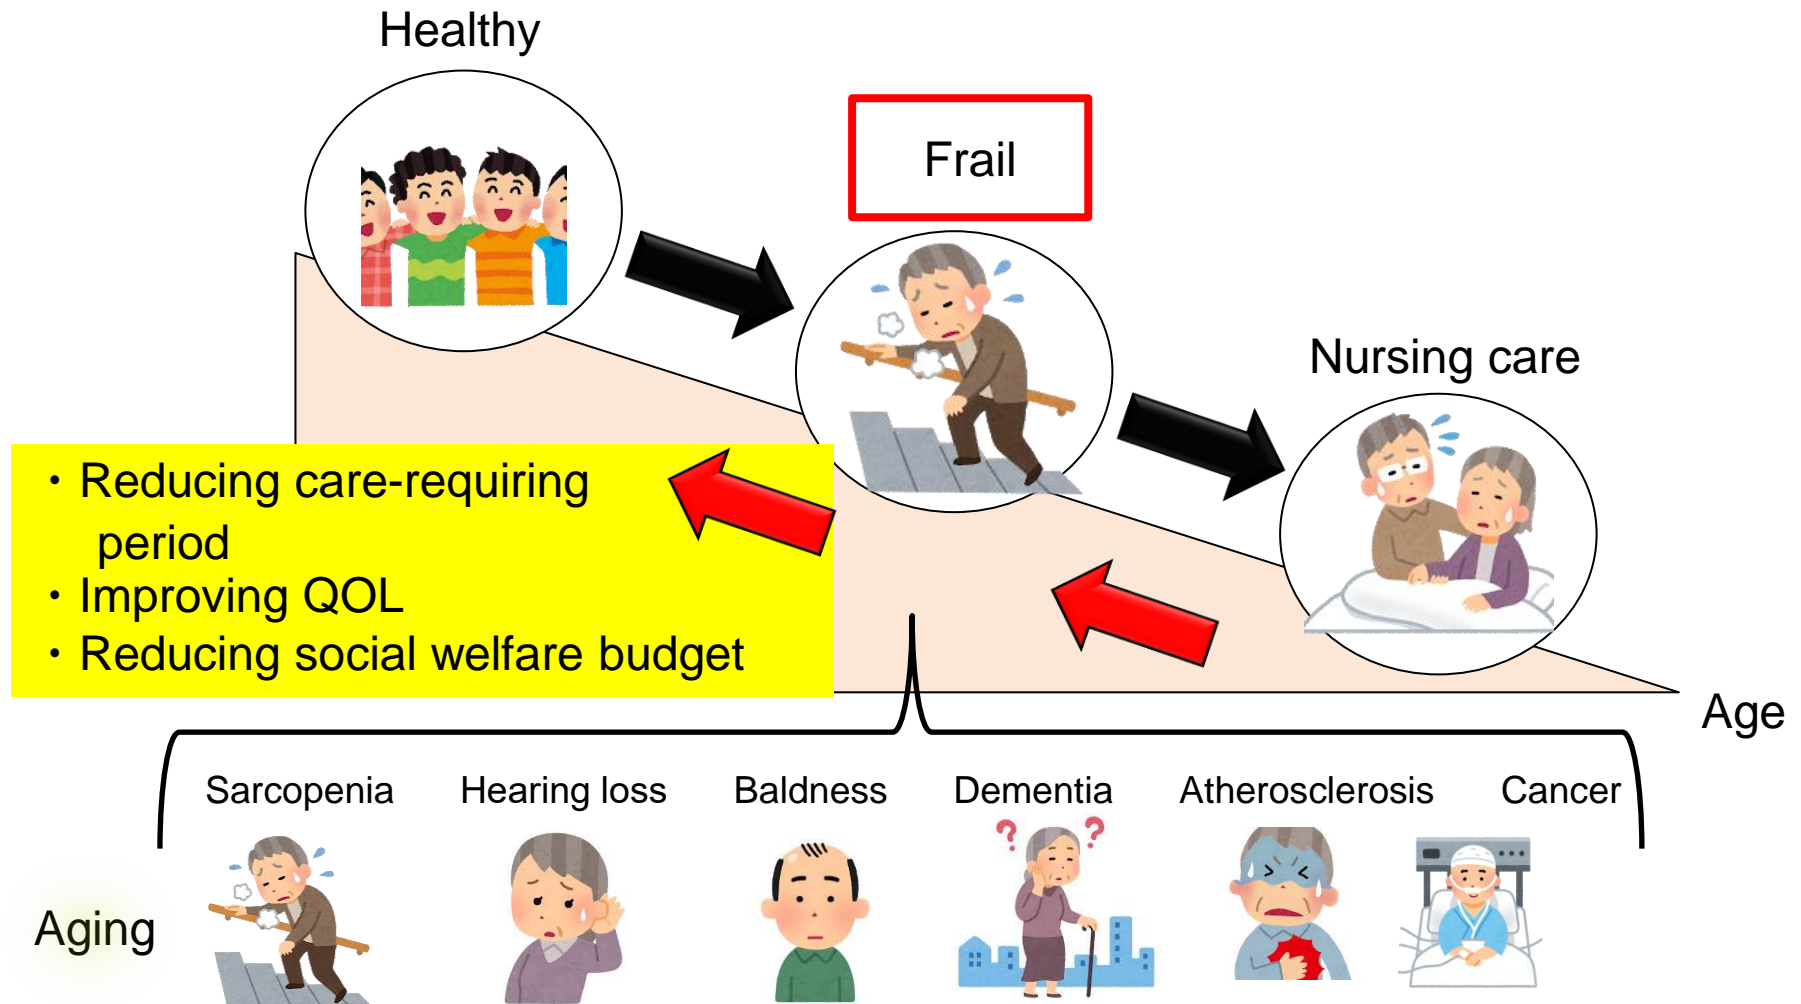 Healthy
Frail
Nursing care
・Reducing care-requiring
period
・Improving QOL
・Reducing social welfare budget
Age
Sarcopenia
Hearing loss
Baldness
Dementia
Atherosclerosis
Cancer
? ?
Aging